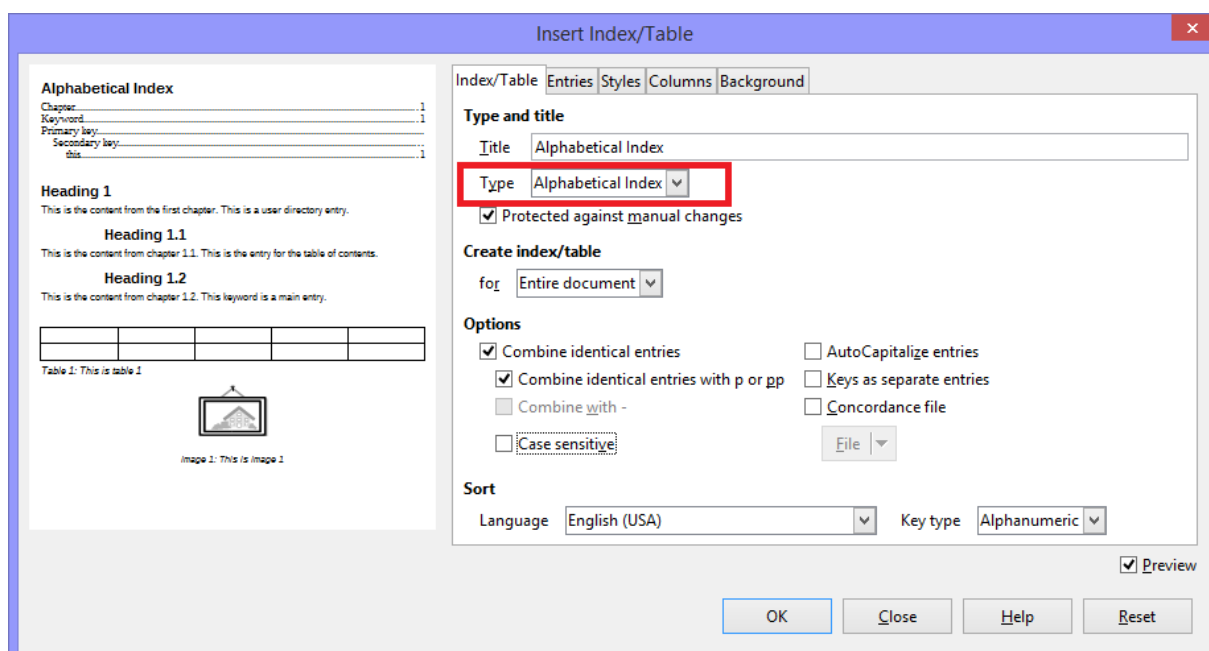 Insert Index/Table
Alphabetical Index
Chapter 1
Keyword 1
Primary key
Secondary key
this 1
Heading 1
This is the content from the first chapter. This is a user directory entry.
Heading 1.1
This is the content from chapter 1.1. This is the entry for the table of contents.
Heading 1.2
This is the content from chapter 1.2. This keyword is a main entry.
Table 1: This is table 1
Image 1: This is image 1
Index/Table Entries Styles Columns Background
Type and title
Title Alphabetical Index
Type Alphabetical Index
Protected against manual changes
Create index/table
for Entire document
Options
Combine identical entries AutoCapitalize entries
Combine identical entries with p or pp Keys as separate entries
Combine with - Concordance file
Case sensitive File
Sort
Language English (USA) Key type Alphanumeric
Preview
OK Close Help Reset